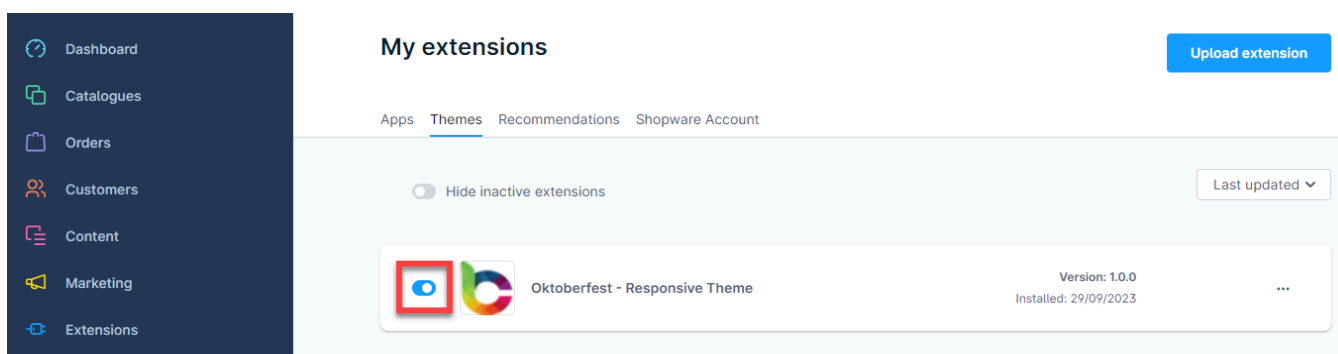 Dashboard
Catalogues
Orders
Customers
Content
Marketing
Extensions
My extensions
Upload extension
Apps Themes Recommendations Shopware Account
Hide inactive extensions
Last updated
Oktoberfest - Responsive Theme
Version: 1.0.0
Installed: 29/09/2023